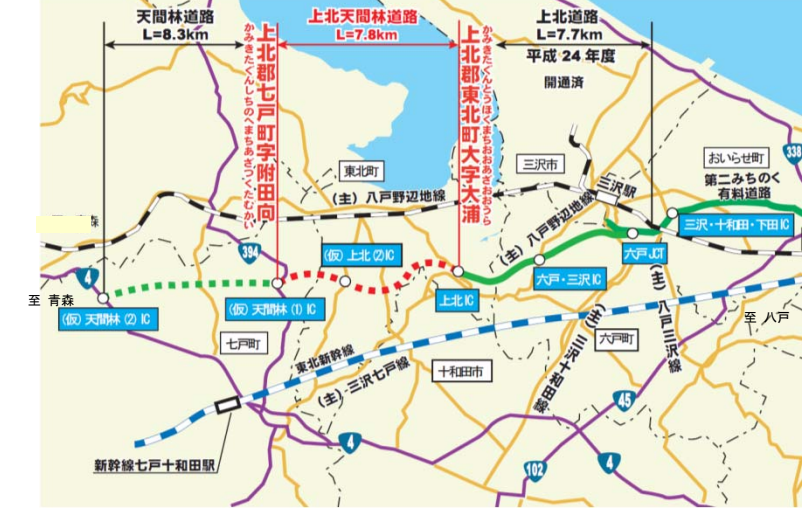 天間林道路
L=8.3km
上北天間林道路
L=7.8km
上北道路
L=7.7km
平成24年度
開通済
上北郡七戸町字附田向
かみきたぐんしちのへまちあざつくたむかい
上北郡東北町大字大浦
かみきたぐんとうほくまちおおあざおおうら
338
東北町
三沢市
おいらせ町
第二みちのく
有料道路
三沢駅
(主)八戸野辺地線
(主)八戸野辺地線
森
三沢・十和田・下田IC
394
(仮)上北(2)IC
六戸JCT
4
六戸・三沢IC
至 青森
(仮)天間林(2)IC
(仮)天間林(1)IC
上北IC
至 八戸
(主)八戸三沢線
七戸町
六戸町
東北新幹線
(主)三沢七戸線
十和田市
(主)三沢十和田線
45
4
新幹線七戸十和田駅
102
4